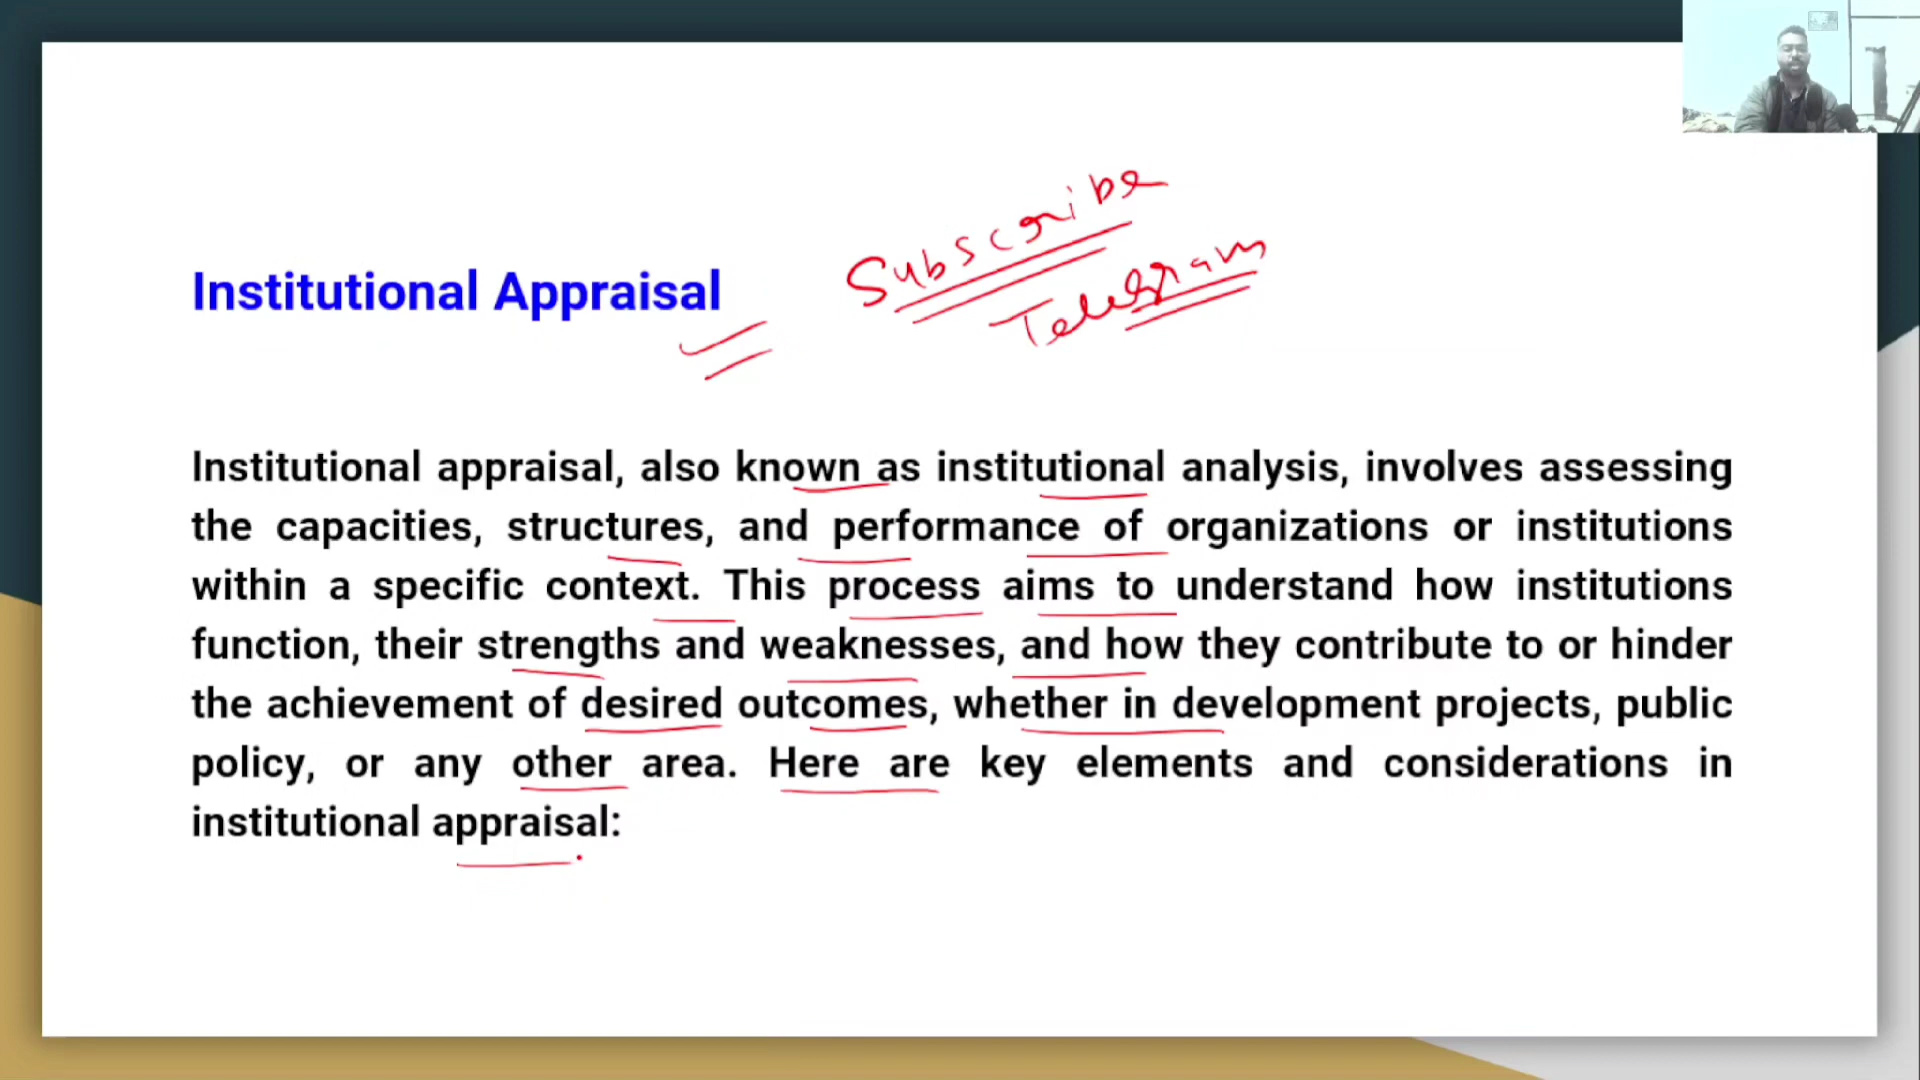 Subscribe
Telegram
Institutional Appraisal
Institutional appraisal, also known as institutional analysis, involves assessing
the capacities, structures, and performance of organizations or institutions
within a specific context. This process aims to understand how institutions
function, their strengths and weaknesses, and how they contribute to or hinder
the achievement of desired outcomes, whether in development projects, public
policy, or any other area. Here are key elements and considerations in
institutional appraisal: